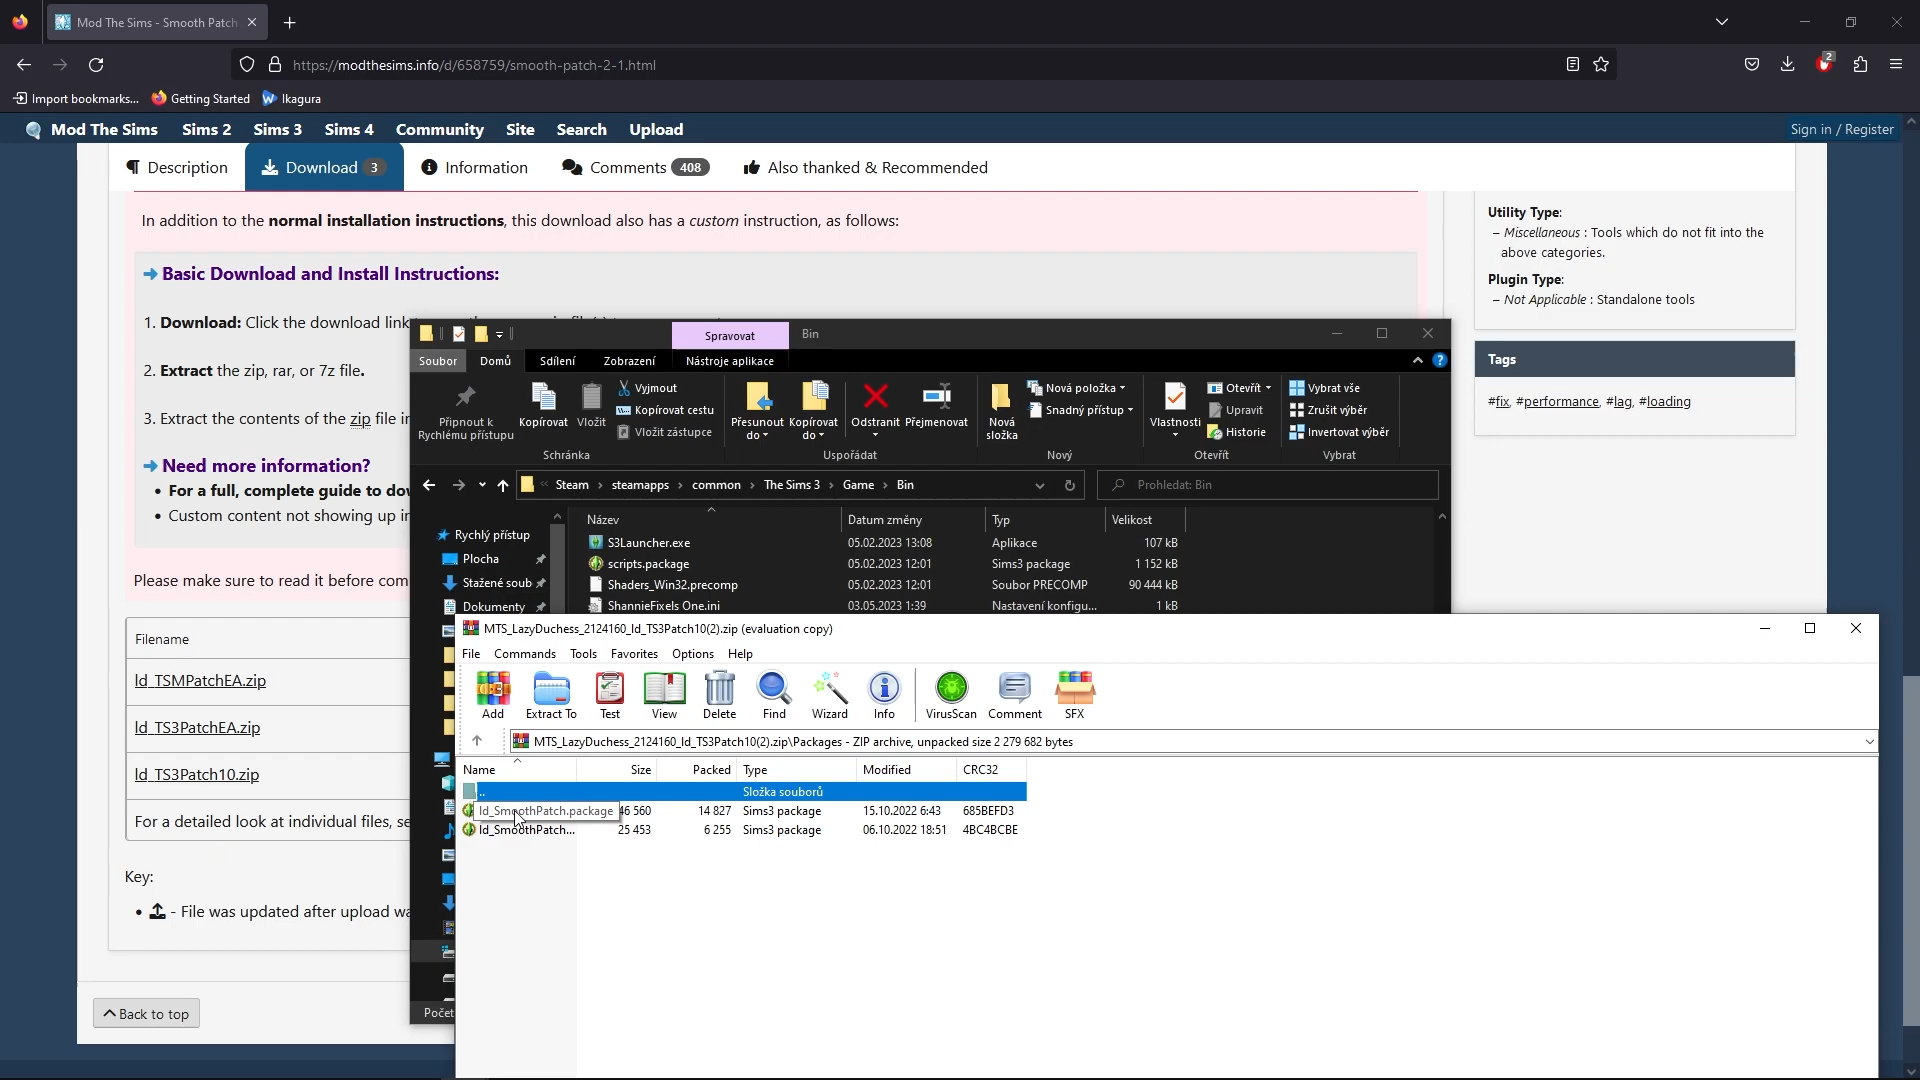 Mod The Sims - Smooth Patch
https://modthesims.info/d/658759/smooth-patch-2-1.html
2
Import bookmarks...
Getting Started
Ikagura
Mod The Sims
Sims 2
Sims 3
Sims 4
Community
Site
Search
Upload
Sign in / Register
Description
Download 3
Information
Comments 408
Also thanked & Recommended
In addition to the normal installation instructions, this download also has a custom instruction, as follows:
Basic Download and Install Instructions:
1. Download: Click the download link
2. Extract the zip, rar, or 7z file.
3. Extract the contents of the zip file in
Need more information?
• For a full, complete guide to dow
• Custom content not showing up in
Please make sure to read it before com
Filename
ld_TSMPatchEA.zip
ld_TS3PatchEA.zip
ld_TS3Patch10.zip
For a detailed look at individual files, se
Key:
• - File was updated after upload wa
Back to top
Utility Type:
– Miscellaneous : Tools which do not fit into the
above categories.
Plugin Type:
– Not Applicable : Standalone tools
Tags
#fix, #performance, #lag, #loading
Spravovat
Bin
Soubor
Domů
Sdílení
Zobrazení
Nástroje aplikace
Připnout k
Rychlému přístupu
Kopírovat
Vložit
Vyjmout
Kopírovat cestu
Vložit zástupce
Schránka
Přesunout
do
Kopírovat
do
Odstranit
Přejmenovat
Uspořádat
Nová
složka
Nová položka
Snadný přístup
Nový
Vlastnosti
Otevřít
Upravit
Historie
Otevřít
Vybrat vše
Zrušit výběr
Invertovat výběr
Vybrat
Steam › steamapps › common › The Sims 3 › Game › Bin
Prohledat: Bin
Rychlý přístup
Plocha
Stažené soub
Dokumenty
Název
Datum změny
Typ
Velikost
S3Launcher.exe 05.02.2023 13:08 Aplikace 107 kB
scripts.package 05.02.2023 12:01 Sims3 package 1 152 kB
Shaders_Win32.precomp 05.02.2023 12:01 Soubor PRECOMP 90 444 kB
ShannieFixels One.ini 03.05.2023 1:39 Nastavení konfigu... 1 kB
Počet
MTS_LazyDuchess_2124160_ld_TS3Patch10(2).zip (evaluation copy)
File
Commands
Tools
Favorites
Options
Help
Add
Extract To
Test
View
Delete
Find
Wizard
Info
VirusScan
Comment
SFX
MTS_LazyDuchess_2124160_ld_TS3Patch10(2).zip\Packages - ZIP archive, unpacked size 2 279 682 bytes
Name
Size
Packed
Type
Modified
CRC32
.. Složka souborů
ld_SmoothPatch.package 46 560 14 827 Sims3 package 15.10.2022 6:43 685BEFD3
ld_SmoothPatch... 25 453 6 255 Sims3 package 06.10.2022 18:51 4BC4BCBE